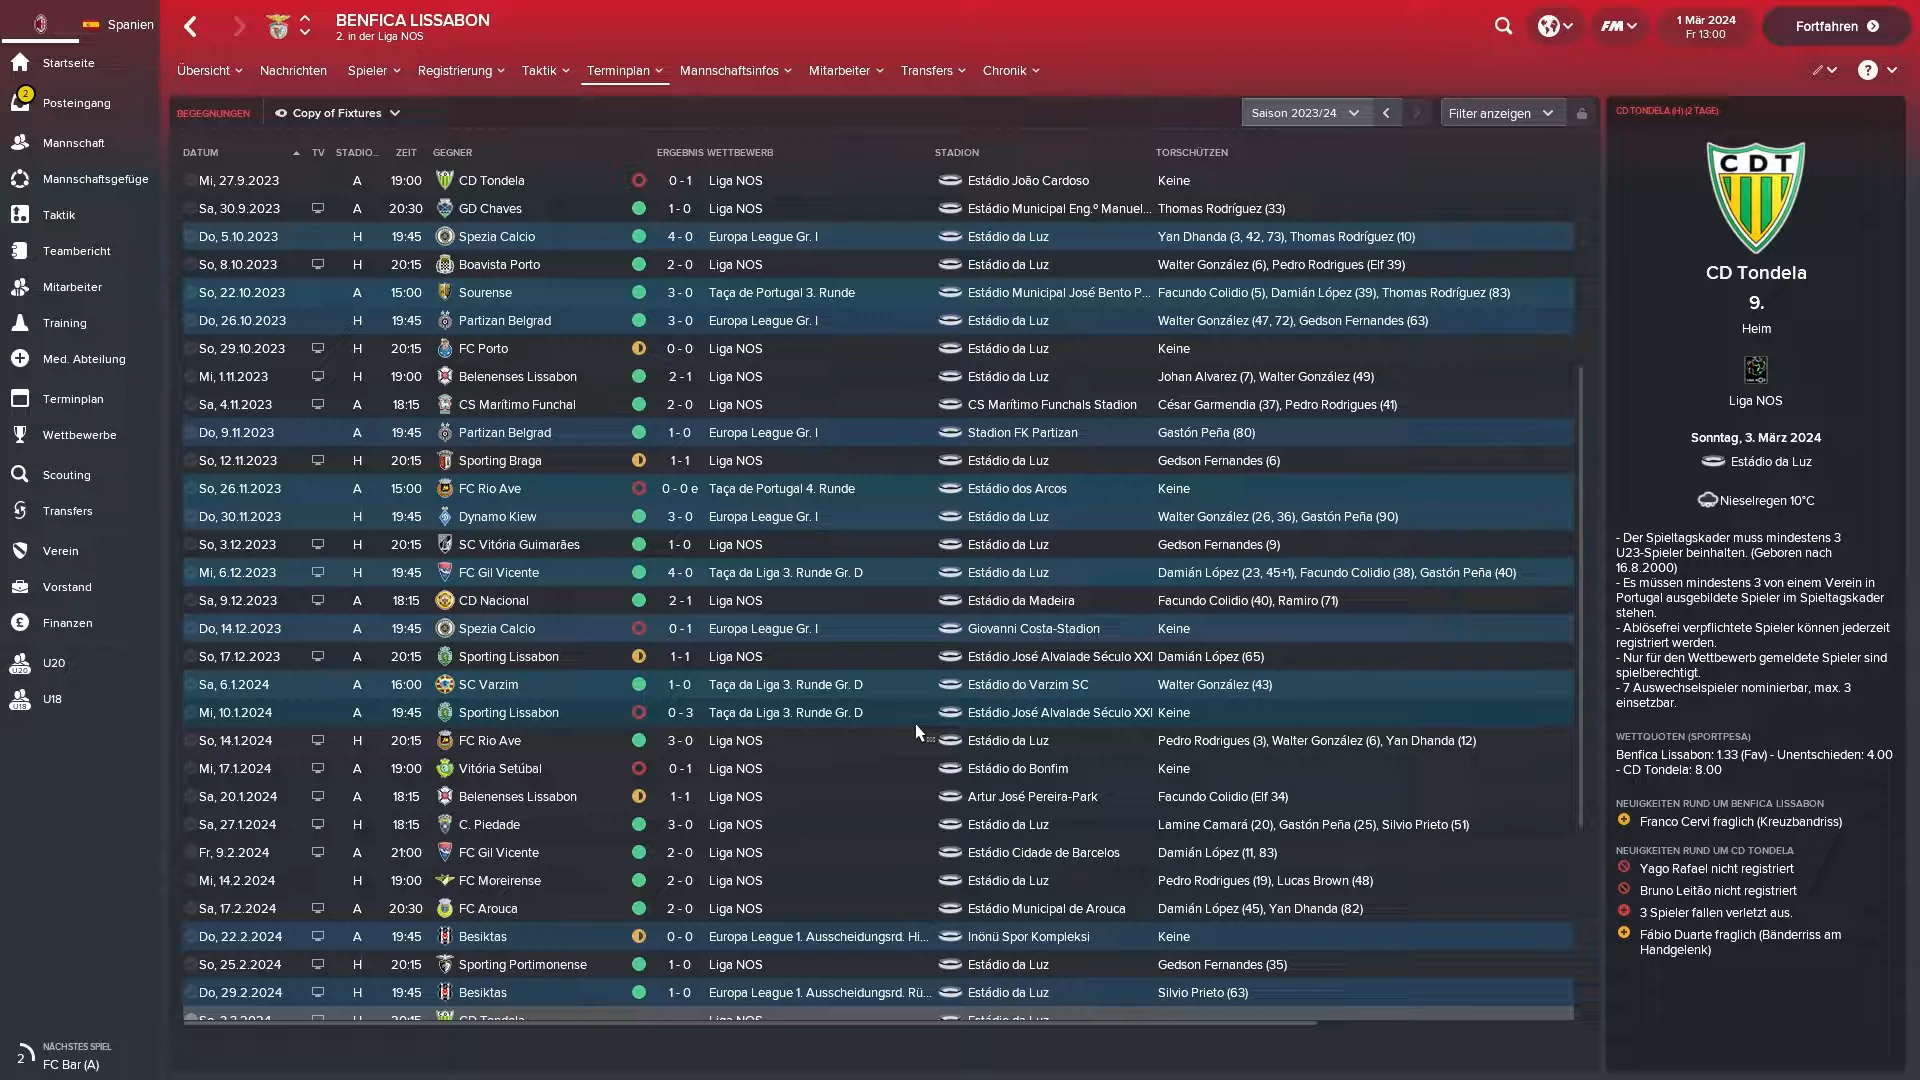 Spanien
BENFICA LISSABON
2. in der Liga NOS
FM
1 Mär 2024
Fr 13:00
Fortfahren
Übersicht Nachrichten Spieler Registrierung Taktik Terminplan Mannschaftsinfos Mitarbeiter Transfers Chronik
?
Startseite
2
Posteingang
Mannschaft
Mannschaftsgefüge
Taktik
Teambericht
Mitarbeiter
Training
Med. Abteilung
Terminplan
Wettbewerbe
Scouting
Transfers
Verein
Vorstand
Finanzen
U20 U20
U18 U18
NÄCHSTES SPIEL
2 FC Bar (A)
BEGEGNUNGEN Copy of Fixtures Saison 2023/24 Filter anzeigen
DATUM TV STADIO... ZEIT GEGNER ERGEBNIS WETTBEWERB STADION TORSCHÜTZEN
Mi, 27.9.2023 A 19:00 CD Tondela 0 - 1 Liga NOS Estádio João Cardoso Keine
Sa, 30.9.2023 A 20:30 GD Chaves 1 - 0 Liga NOS Estádio Municipal Eng.º Manuel... Thomas Rodríguez (33)
Do, 5.10.2023 H 19:45 Spezia Calcio 4 - 0 Europa League Gr. I Estádio da Luz Yan Dhanda (3, 42, 73), Thomas Rodríguez (10)
So, 8.10.2023 H 20:15 Boavista Porto 2 - 0 Liga NOS Estádio da Luz Walter González (6), Pedro Rodrigues (Elf 39)
So, 22.10.2023 A 15:00 Sourense 3 - 0 Taça de Portugal 3. Runde Estádio Municipal José Bento P... Facundo Colidio (5), Damián López (39), Thomas Rodríguez (83)
Do, 26.10.2023 H 19:45 Partizan Belgrad 3 - 0 Europa League Gr. I Estádio da Luz Walter González (47, 72), Gedson Fernandes (63)
So, 29.10.2023 H 20:15 FC Porto 0 - 0 Liga NOS Estádio da Luz Keine
Mi, 1.11.2023 H 19:00 Belenenses Lissabon 2 - 1 Liga NOS Estádio da Luz Johan Alvarez (7), Walter González (49)
Sa, 4.11.2023 A 18:15 CS Marítimo Funchal 2 - 0 Liga NOS CS Marítimo Funchals Stadion César Garmendia (37), Pedro Rodrigues (41)
Do, 9.11.2023 A 19:45 Partizan Belgrad 1 - 0 Europa League Gr. I Stadion FK Partizan Gastón Peña (80)
So, 12.11.2023 H 20:15 Sporting Braga 1 - 1 Liga NOS Estádio da Luz Gedson Fernandes (6)
So, 26.11.2023 A 15:00 FC Rio Ave 0 - 0 e Taça de Portugal 4. Runde Estádio dos Arcos Keine
Do, 30.11.2023 H 19:45 Dynamo Kiew 3 - 0 Europa League Gr. I Estádio da Luz Walter González (26, 36), Gastón Peña (90)
So, 3.12.2023 H 20:15 SC Vitória Guimarães 1 - 0 Liga NOS Estádio da Luz Gedson Fernandes (9)
Mi, 6.12.2023 H 19:45 FC Gil Vicente 4 - 0 Taça da Liga 3. Runde Gr. D Estádio da Luz Damián López (23, 45+1), Facundo Colidio (38), Gastón Peña (40)
Sa, 9.12.2023 A 18:15 CD Nacional 2 - 1 Liga NOS Estádio da Madeira Facundo Colidio (40), Ramiro (71)
Do, 14.12.2023 A 19:45 Spezia Calcio 0 - 1 Europa League Gr. I Giovanni Costa-Stadion Keine
So, 17.12.2023 A 20:15 Sporting Lissabon 1 - 1 Liga NOS Estádio José Alvalade Século XXI Damián López (65)
Sa, 6.1.2024 A 16:00 SC Varzim 1 - 0 Taça da Liga 3. Runde Gr. D Estádio do Varzim SC Walter González (43)
Mi, 10.1.2024 A 19:45 Sporting Lissabon 0 - 3 Taça da Liga 3. Runde Gr. D Estádio José Alvalade Século XXI Keine
So, 14.1.2024 H 20:15 FC Rio Ave 3 - 0 Liga NOS Estádio da Luz Pedro Rodrigues (3), Walter González (6), Yan Dhanda (12)
Mi, 17.1.2024 A 19:00 Vitória Setúbal 0 - 1 Liga NOS Estádio do Bonfim Keine
Sa, 20.1.2024 A 18:15 Belenenses Lissabon 1 - 1 Liga NOS Artur José Pereira-Park Facundo Colidio (Elf 34)
Sa, 27.1.2024 H 18:15 C. Piedade 3 - 0 Liga NOS Estádio da Luz Lamine Camará (20), Gastón Peña (25), Silvio Prieto (51)
Fr, 9.2.2024 A 21:00 FC Gil Vicente 2 - 0 Liga NOS Estádio Cidade de Barcelos Damián López (11, 83)
Mi, 14.2.2024 H 19:00 FC Moreirense 2 - 0 Liga NOS Estádio da Luz Pedro Rodrigues (19), Lucas Brown (48)
Sa, 17.2.2024 A 20:30 FC Arouca 2 - 0 Liga NOS Estádio Municipal de Arouca Damián López (45), Yan Dhanda (82)
Do, 22.2.2024 A 19:45 Besiktas 0 - 0 Europa League 1. Ausscheidungsrd. Hi... Inönü Spor Kompleksi Keine
So, 25.2.2024 H 20:15 Sporting Portimonense 1 - 0 Liga NOS Estádio da Luz Gedson Fernandes (35)
Do, 29.2.2024 H 19:45 Besiktas 1 - 0 Europa League 1. Ausscheidungsrd. Rü... Estádio da Luz Silvio Prieto (63)
So, 3.3.2024 H 20:15 CD Tondela Liga NOS Estádio da Luz
CD TONDELA (H) (2 TAGE)
CDT
CD Tondela
9.
Heim
Liga NOS
Sonntag, 3. März 2024
Estádio da Luz
Nieselregen 10°C
- Der Spieltagskader muss mindestens 3
U23-Spieler beinhalten. (Geboren nach
16.8.2000)
- Es müssen mindestens 3 von einem Verein in
Portugal ausgebildete Spieler im Spieltagskader
stehen.
- Ablösefrei verpflichtete Spieler können jederzeit
registriert werden.
- Nur für den Wettbewerb gemeldete Spieler sind
spielberechtigt.
- 7 Auswechselspieler nominierbar, max. 3
einsetzbar.
WETTQUOTEN (SPORTPESA)
Benfica Lissabon: 1.33 (Fav) - Unentschieden: 4.00
- CD Tondela: 8.00
NEUIGKEITEN RUND UM BENFICA LISSABON
Franco Cervi fraglich (Kreuzbandriss)
NEUIGKEITEN RUND UM CD TONDELA
Yago Rafael nicht registriert
Bruno Leitão nicht registriert
3 Spieler fallen verletzt aus.
Fábio Duarte fraglich (Bänderriss am
Handgelenk)